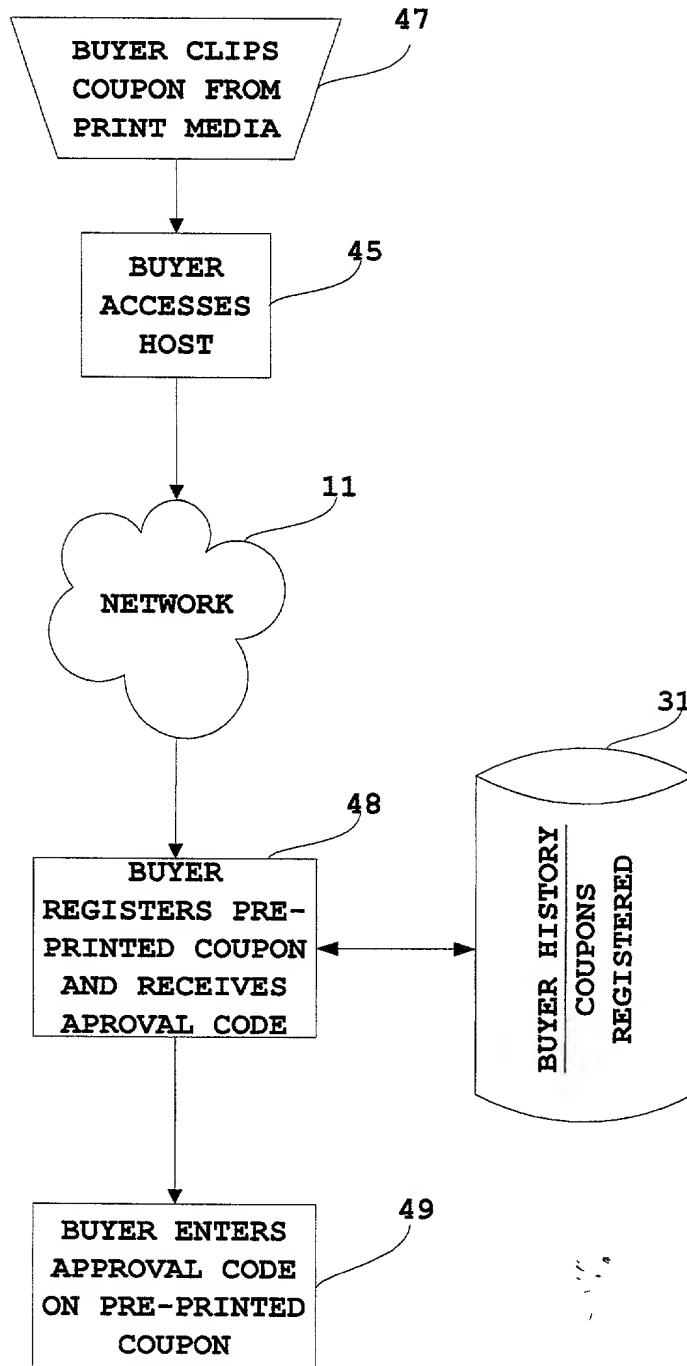 47
BUYER CLIPS
COUPON FROM
PRINT MEDIA
45
BUYER
ACCESSES
HOST
11
NETWORK
31
48
BUYER
REGISTERS PRE-
PRINTED COUPON
AND RECEIVES
APROVAL CODE
BUYER HISTORY
COUPONS
REGISTERED
49
BUYER ENTERS
APPROVAL CODE
ON PRE-PRINTED
COUPON